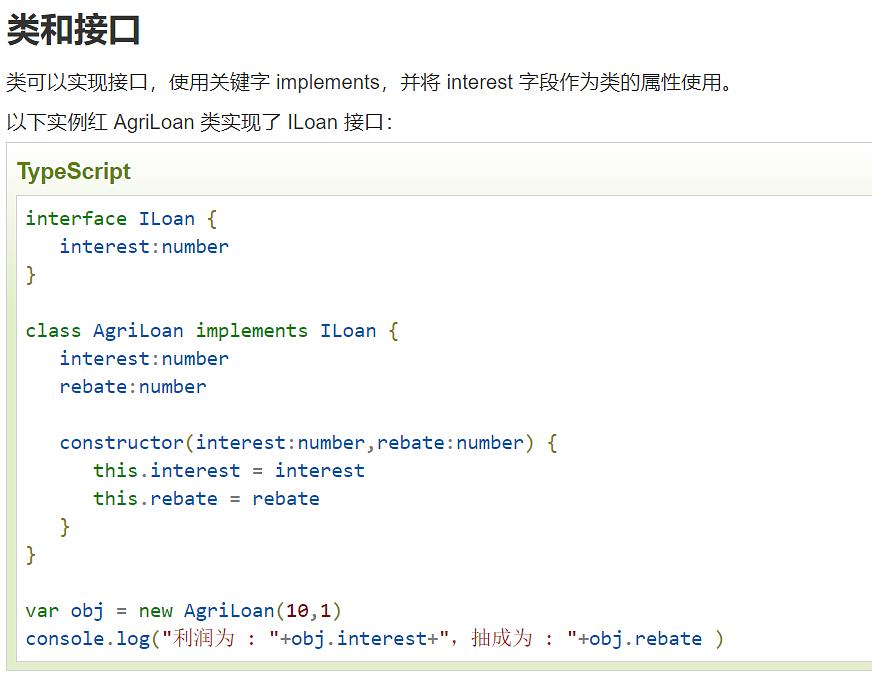 类和接口
类可以实现接口，使用关键字 implements，并将 interest 字段作为类的属性使用。
以下实例红 AgriLoan 类实现了 ILoan 接口：
TypeScript
interface ILoan {
   interest:number
}
class AgriLoan implements ILoan {
   interest:number
   rebate:number
   constructor(interest:number,rebate:number) {
      this.interest = interest
      this.rebate = rebate
   }
}
var obj = new AgriLoan(10,1)
console.log("利润为 : "+obj.interest+"，抽成为 : "+obj.rebate )